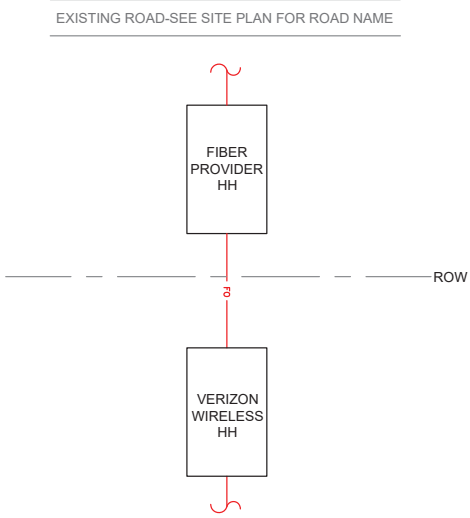 EXISTING ROAD-SEE SITE PLAN FOR ROAD NAME
FIBER
PROVIDER
HH
ROW
FO
VERIZON
WIRELESS
HH